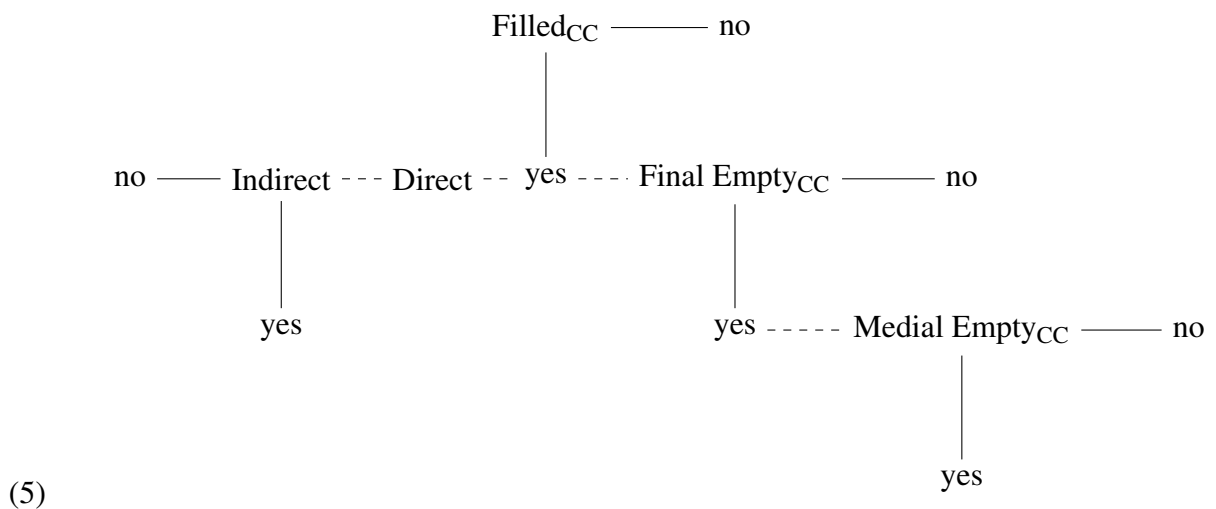 Filled_CC no
no Indirect Direct yes Final Empty_CC no
yes yes Medial Empty_CC no
yes
(5)